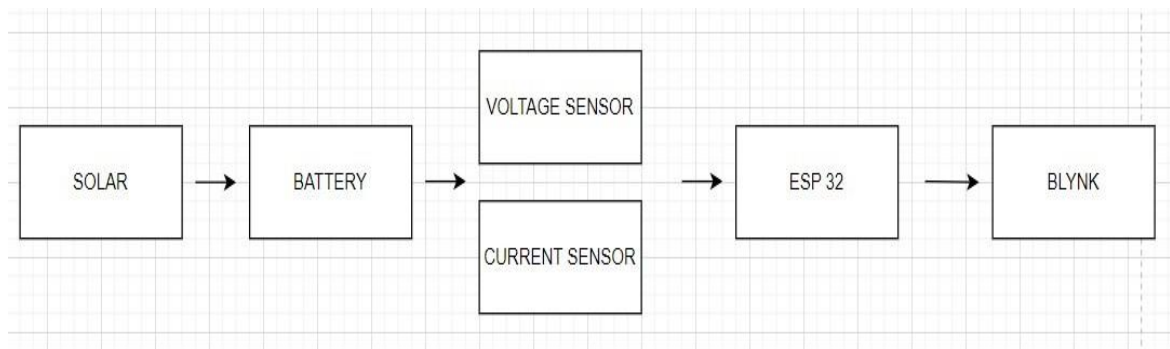 SOLAR
BATTERY
VOLTAGE SENSOR
CURRENT SENSOR
ESP 32
BLYNK